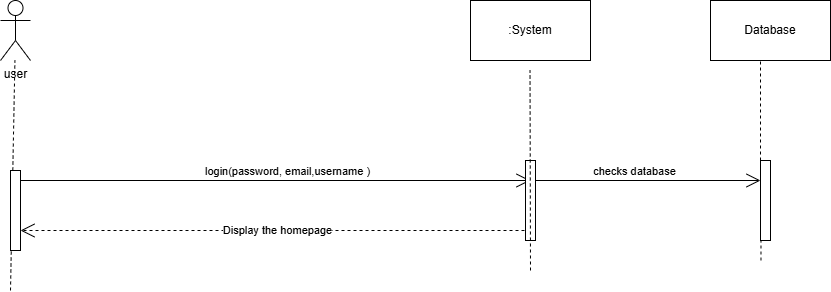 :System
Database
user
login(password, email,username )
checks database
Display the homepage